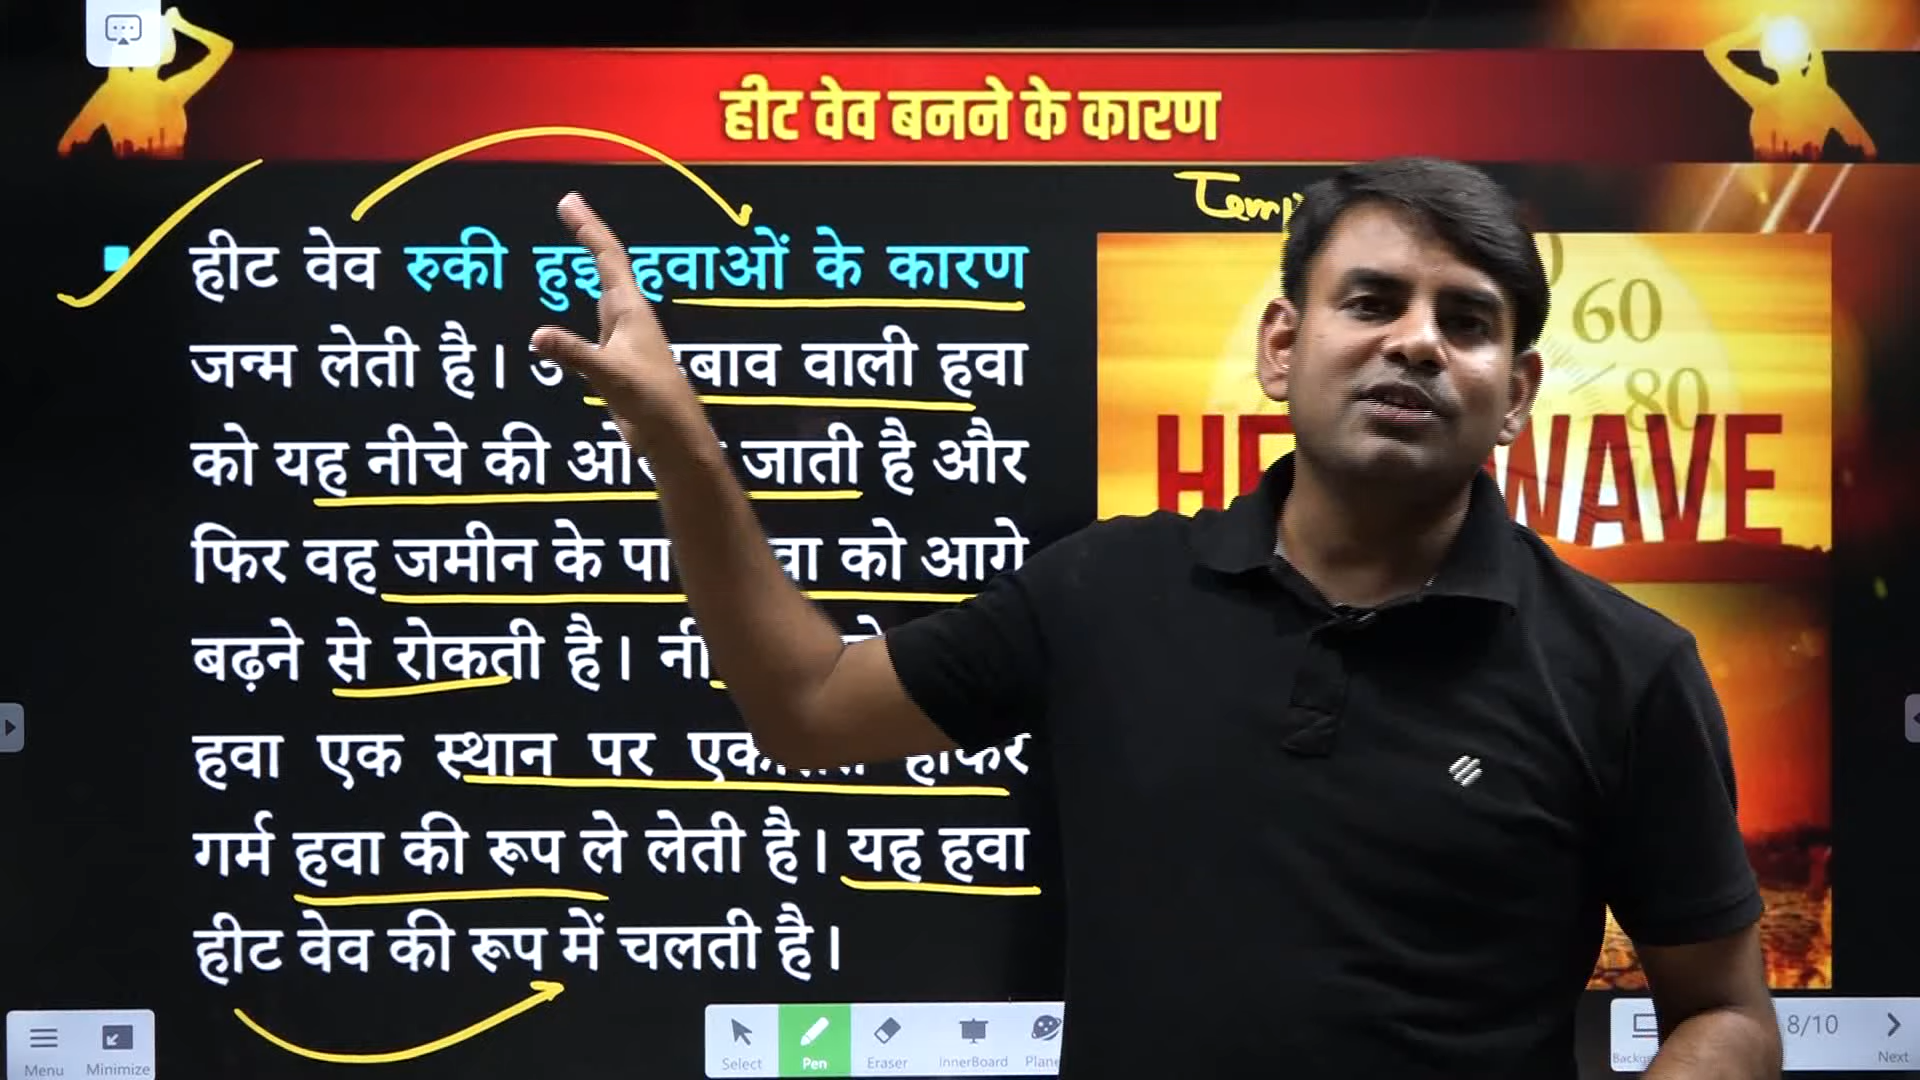 हीट वेव बनने के कारण
हीट वेव रुकी हुई हवाओं के कारण
जन्म लेती है। वाली हवा
को यह नीचे की जाती है और
फिर वह जमीन के को आगे
बढ़ने से रोकती है।
हवा एक स्थान पर
गर्म हवा की रूप ले लेती है। यह हवा
हीट वेव की रूप में चलती है।
60
80
WAVE
Menu
Minimize
Select
Pen
Eraser
InnerBoard
8/10
Next